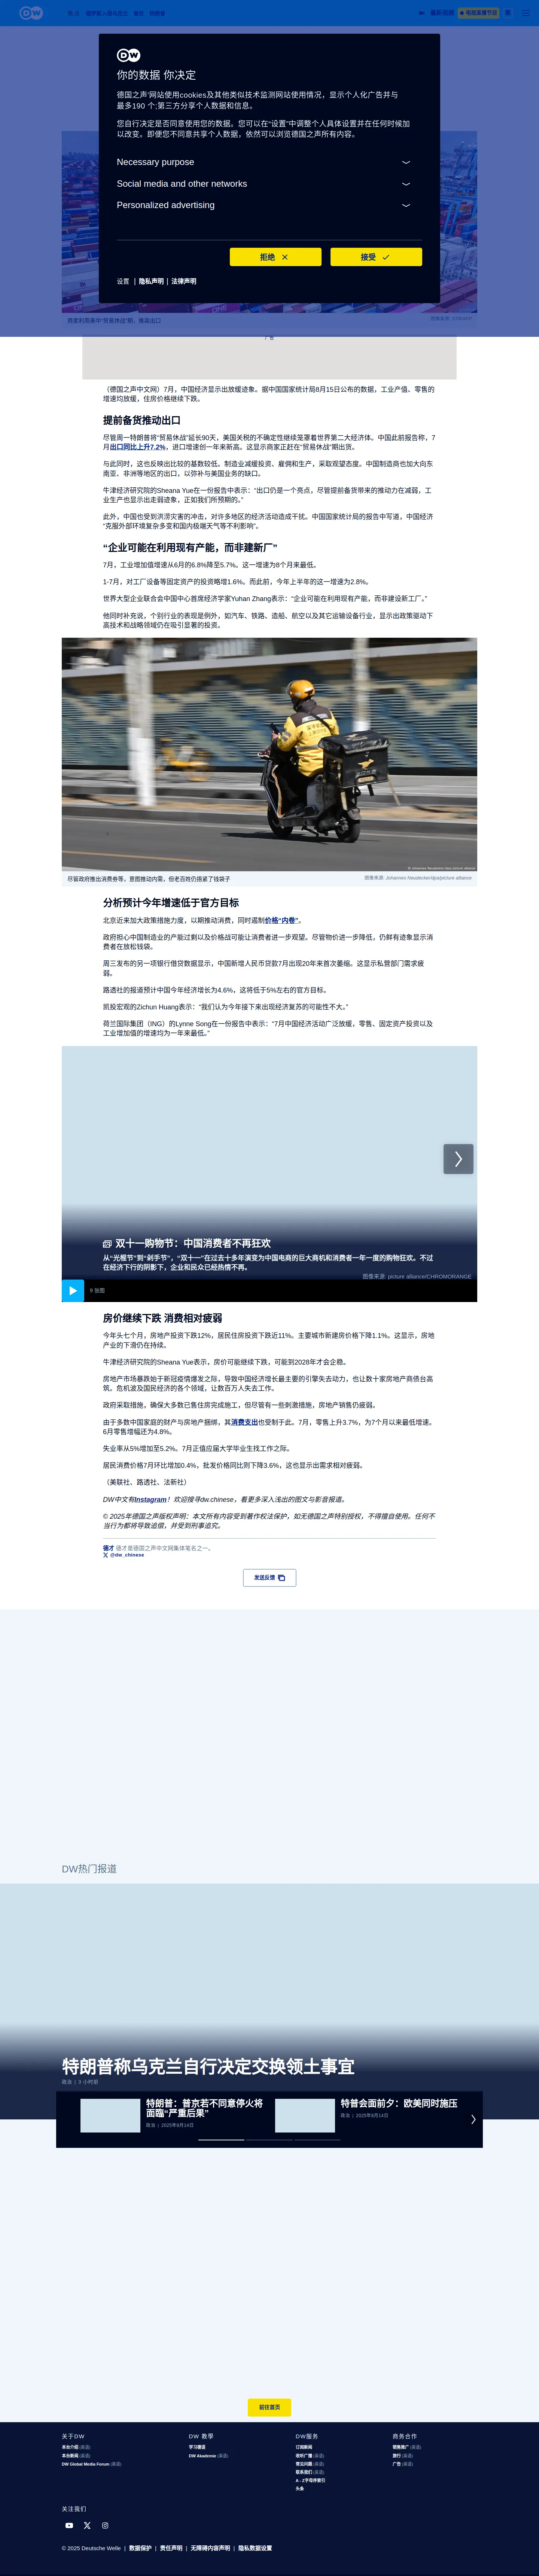 DW
你的数据 你决定
德国之声'网站使用cookies及其他类似技术监测网站使用情况，显示个人化广告并与
最多190 个;第三方分享个人数据和信息。
您自行决定是否同意使用您的数据。您可以在“设置”中调整个人具体设置并在任何时候加
以改变。即便您不同意共享个人数据，依然可以浏览德国之声所有内容。
Necessary purpose
Social media and other networks
Personalized advertising
拒绝
接受
设置 | 隐私声明 | 法律声明
商家利用美中“贸易休战”期，推高出口
广告
（德国之声中文网）7月，中国经济显示出放缓迹象。据中国国家统计局8月15日公布的数据，工业产值、零售的
增速均放缓，住房价格继续下跌。
提前备货推动出口
尽管周一特朗普将“贸易休战”延长90天，美国关税的不确定性继续笼罩着世界第二大经济体。中国此前报告称，7
月出口同比上升7.2%，进口增速创一年来新高。这显示商家正赶在“贸易休战”期出货。
与此同时，这也反映出比较的基数较低。制造业减缓投资、雇佣和生产，采取观望态度。中国制造商也加大向东
南亚、非洲等地区的出口，以弥补与美国业务的缺口。
牛津经济研究院的Sheana Yue在一份报告中表示：“出口仍是一个亮点，尽管提前备货带来的推动力在减弱，工
业生产也显示出走弱迹象，正如我们所预期的。”
此外，中国也受到洪涝灾害的冲击，对许多地区的经济活动造成干扰。中国国家统计局的报告中写道，中国经济
“克服外部环境复杂多变和国内极端天气等不利影响”。
“企业可能在利用现有产能，而非建新厂”
7月，工业增加值增速从6月的6.8%降至5.7%。这一增速为8个月来最低。
1-7月，对工厂设备等固定资产的投资略增1.6%。而此前，今年上半年的这一增速为2.8%。
世界大型企业联合会中国中心首席经济学家Yuhan Zhang表示：“企业可能在利用现有产能，而非建设新工厂。”
他同时补充说，个别行业的表现是例外，如汽车、铁路、造船、航空以及其它运输设备行业，显示出政策驱动下
高技术和战略领域仍在吸引显著的投资。
尽管政府推出消费券等，意图推动内需，但老百姓仍捂紧了钱袋子
图像来源: Johannes Neudecker/dpa/picture alliance
分析预计今年增速低于官方目标
北京近来加大政策措施力度，以期推动消费，同时遏制价格“内卷”。
政府担心中国制造业的产能过剩以及价格战可能让消费者进一步观望。尽管物价进一步降低，仍鲜有迹象显示消
费者在放松钱袋。
周三发布的另一项银行借贷数据显示，中国新增人民币贷款7月出现20年来首次萎缩。这显示私营部门需求疲
弱。
路透社的报道预计中国今年经济增长为4.6%，这将低于5%左右的官方目标。
凯投宏观的Zichun Huang表示：“我们认为今年接下来出现经济复苏的可能性不大。”
荷兰国际集团（ING）的Lynne Song在一份报告中表示：“7月中国经济活动广泛放缓，零售、固定资产投资以及
工业增加值的增速均为一年来最低。”
双十一购物节：中国消费者不再狂欢
从“光棍节”到“剁手节”，“双十一”在过去十多年演变为中国电商的巨大商机和消费者一年一度的购物狂欢。不过
在经济下行的阴影下，企业和民众已经热情不再。
图像来源: picture alliance/CHROMORANGE
9 张图
房价继续下跌 消费相对疲弱
今年头七个月，房地产投资下跌12%，居民住房投资下跌近11%。主要城市新建房价格下降1.1%。这显示，房地
产业的下滑仍在持续。
牛津经济研究院的Sheana Yue表示，房价可能继续下跌，可能到2028年才会企稳。
房地产市场暴跌始于新冠疫情爆发之际，导致中国经济增长最主要的引擎失去动力，也让数十家房地产商债台高
筑。危机波及国民经济的各个领域，让数百万人失去工作。
政府采取措施，确保大多数已售住房完成施工，但尽管有一些刺激措施，房地产销售仍疲弱。
由于多数中国家庭的财产与房地产捆绑，其消费支出也受制于此。7月，零售上升3.7%，为7个月以来最低增速。
6月零售增幅还为4.8%。
失业率从5%增加至5.2%。7月正值应届大学毕业生找工作之际。
居民消费价格7月环比增加0.4%，批发价格同比则下降3.6%，这也显示出需求相对疲弱。
（美联社、路透社、法新社）
DW中文有Instagram！欢迎搜寻dw.chinese，看更多深入浅出的图文与影音报道。
© 2025年德国之声版权声明：本文所有内容受到著作权法保护，如无德国之声特别授权，不得擅自使用。任何不
当行为都将导致追偿，并受到刑事追究。
德才 德才是德国之声中文网集体笔名之一。
@dw_chinese
发送反馈
DW热门报道
特朗普称乌克兰自行决定交换领土事宜
政治 | 3 小时前
特朗普：普京若不同意停火将
面临“严重后果”
政治 | 2025年8月14日
特普会面前夕：欧美同时施压
政治 | 2025年8月14日
前往首页
关于DW
本台介绍 (英语)
本台新闻 (英语)
DW Global Media Forum (英语)
DW 教學
学习德语
DW Akademie (英语)
DW服务
订阅新闻
收听广播 (英语)
常见问题 (英语)
联系我们 (英语)
A - Z字母序索引
头条
商务合作
销售推广 (英语)
旅行 (英语)
广告 (英语)
关注我们
© 2025 Deutsche Welle | 数据保护 | 责任声明 | 无障碍内容声明 | 隐私数据设置